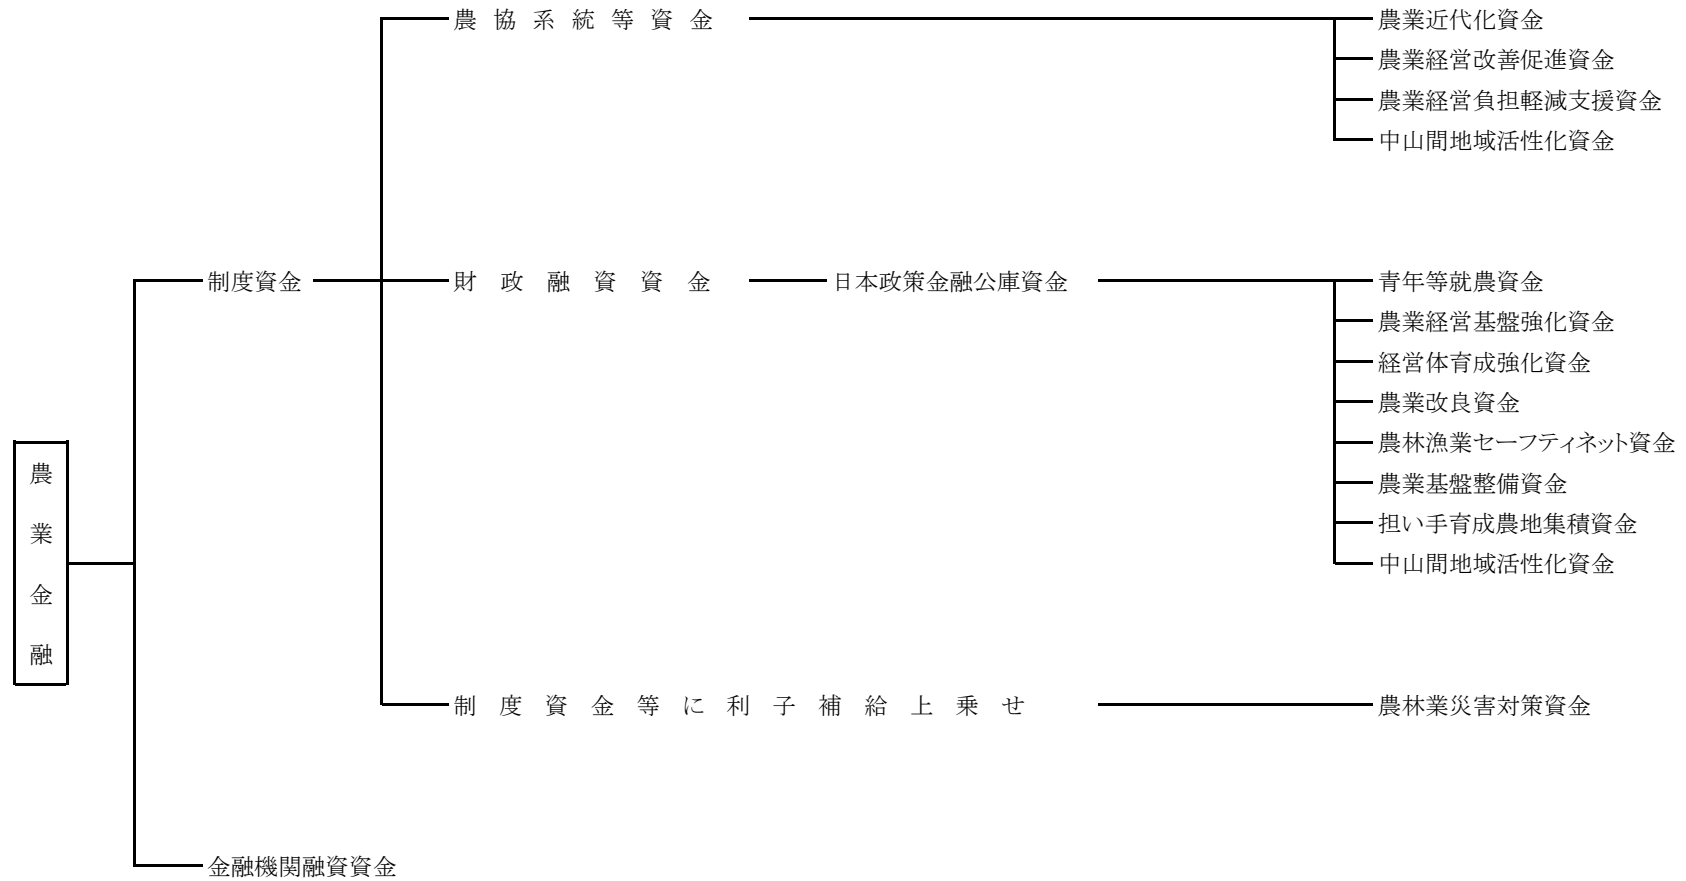 農業金融
制度資金
農協系統等資金
農業近代化資金
農業経営改善促進資金
農業経営負担軽減支援資金
中山間地域活性化資金
財政融資資金
日本政策金融公庫資金
青年等就農資金
農業経営基盤強化資金
経営体育成強化資金
農業改良資金
農林漁業セーフティネット資金
農業基盤整備資金
担い手育成農地集積資金
中山間地域活性化資金
制度資金等に利子補給上乗せ
農林業災害対策資金
金融機関融資資金